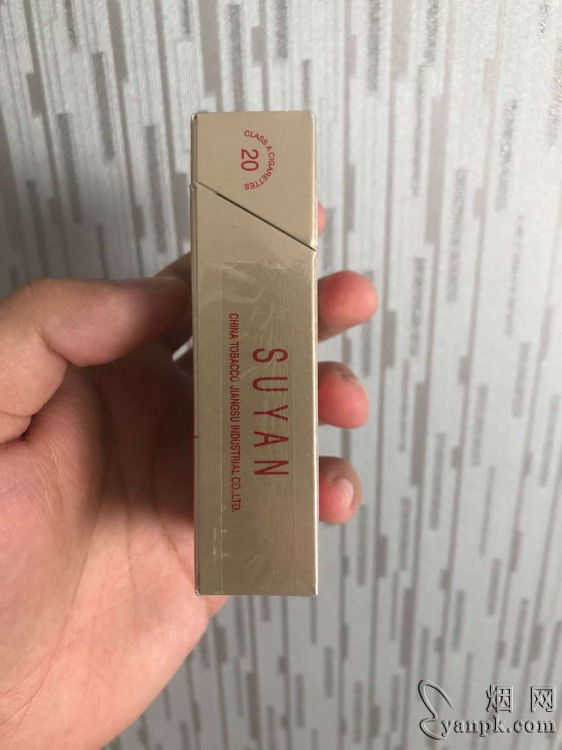 CLASS A CIGARETTES
20
SUYAN
CHINA TOBACCO JIANGSU INDUSTRIAL CO.,LTD.
烟网
yanpk.com